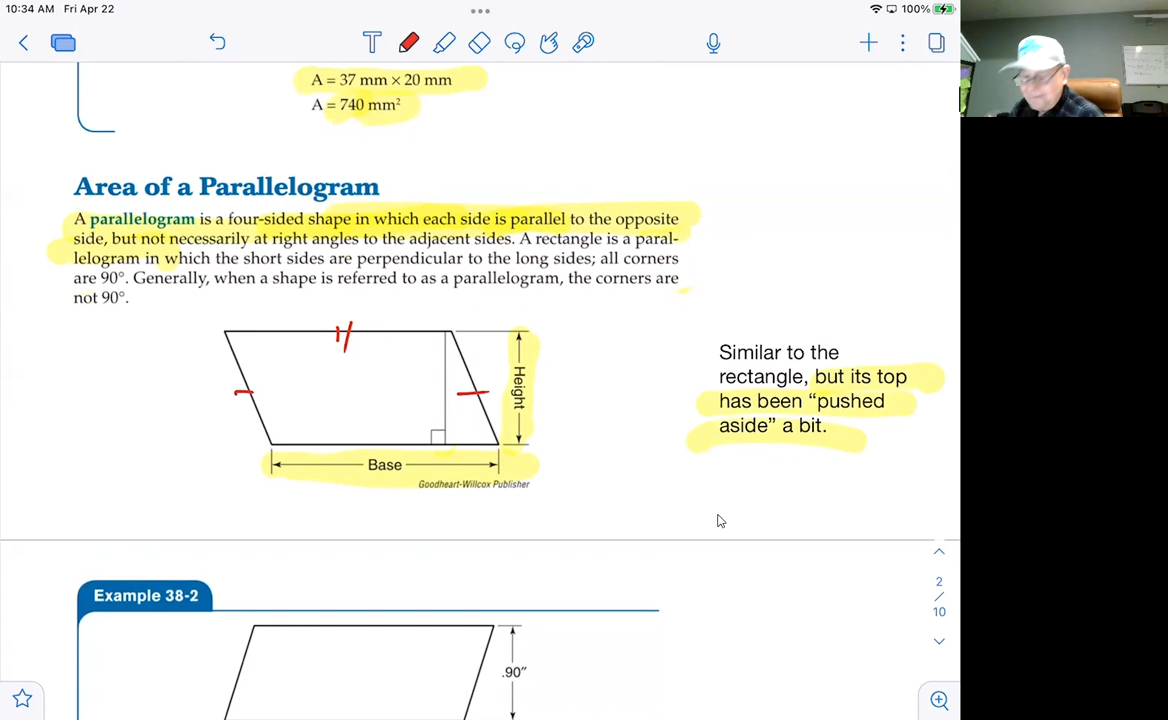 10:34 AM Fri Apr 22
100%
A = 37 mm × 20 mm
A = 740 mm²
Area of a Parallelogram
A parallelogram is a four-sided shape in which each side is parallel to the opposite
side, but not necessarily at right angles to the adjacent sides. A rectangle is a paral-
lelogram in which the short sides are perpendicular to the long sides; all corners
are 90°. Generally, when a shape is referred to as a parallelogram, the corners are
not 90°.
Height
Base
Goodheart-Willcox Publisher
Similar to the
rectangle, but its top
has been “pushed
aside” a bit.
2
/
10
Example 38-2
.90″